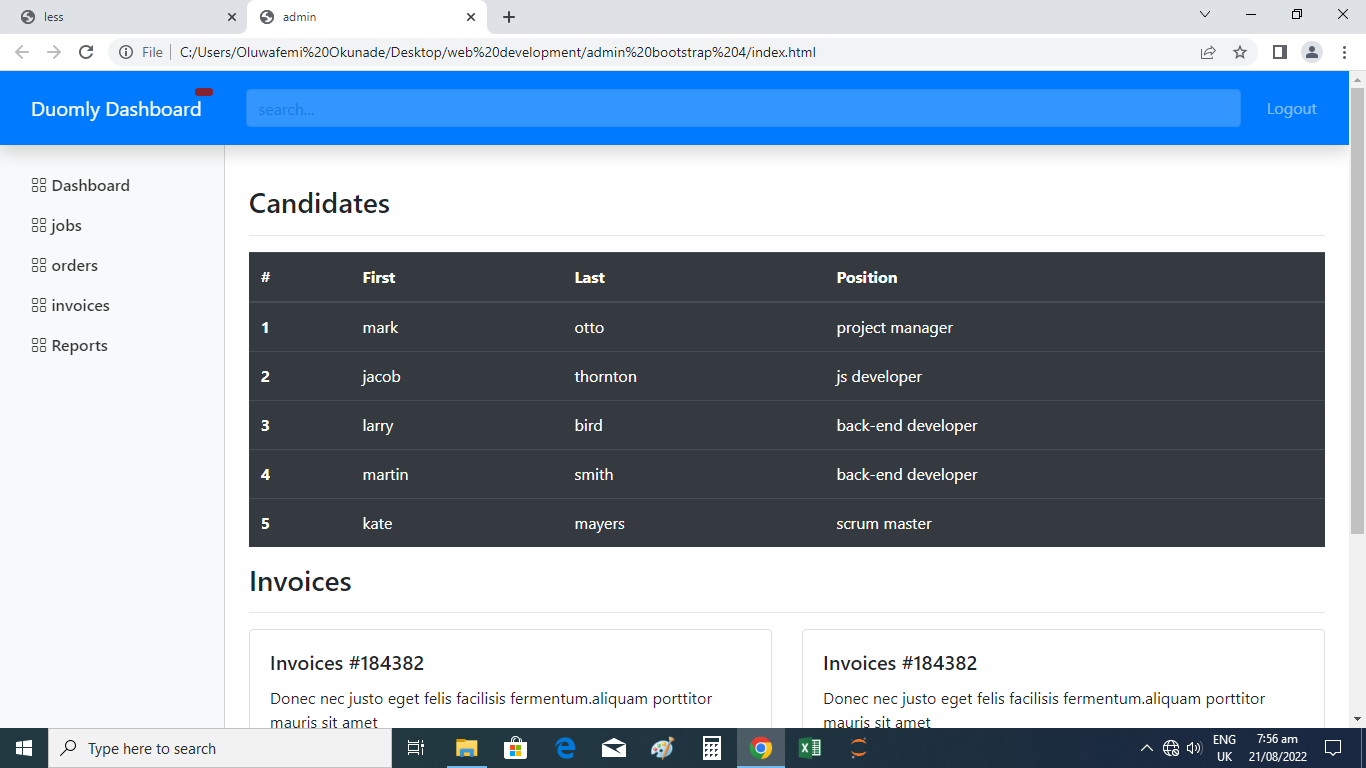 less
admin
File
C:/Users/Oluwafemi%20Okunade/Desktop/web%20development/admin%20bootstrap%204/index.html
Duomly Dashboard
search...
Logout
Dashboard
jobs
orders
invoices
Reports
Candidates
# First Last Position
1 mark otto project manager
2 jacob thornton js developer
3 larry bird back-end developer
4 martin smith back-end developer
5 kate mayers scrum master
Invoices
Invoices #184382
Donec nec justo eget felis facilisis fermentum.aliquam porttitor
mauris sit amet
Invoices #184382
Donec nec justo eget felis facilisis fermentum.aliquam porttitor
mauris sit amet
Type here to search
ENG
UK
7:56 am
21/08/2022